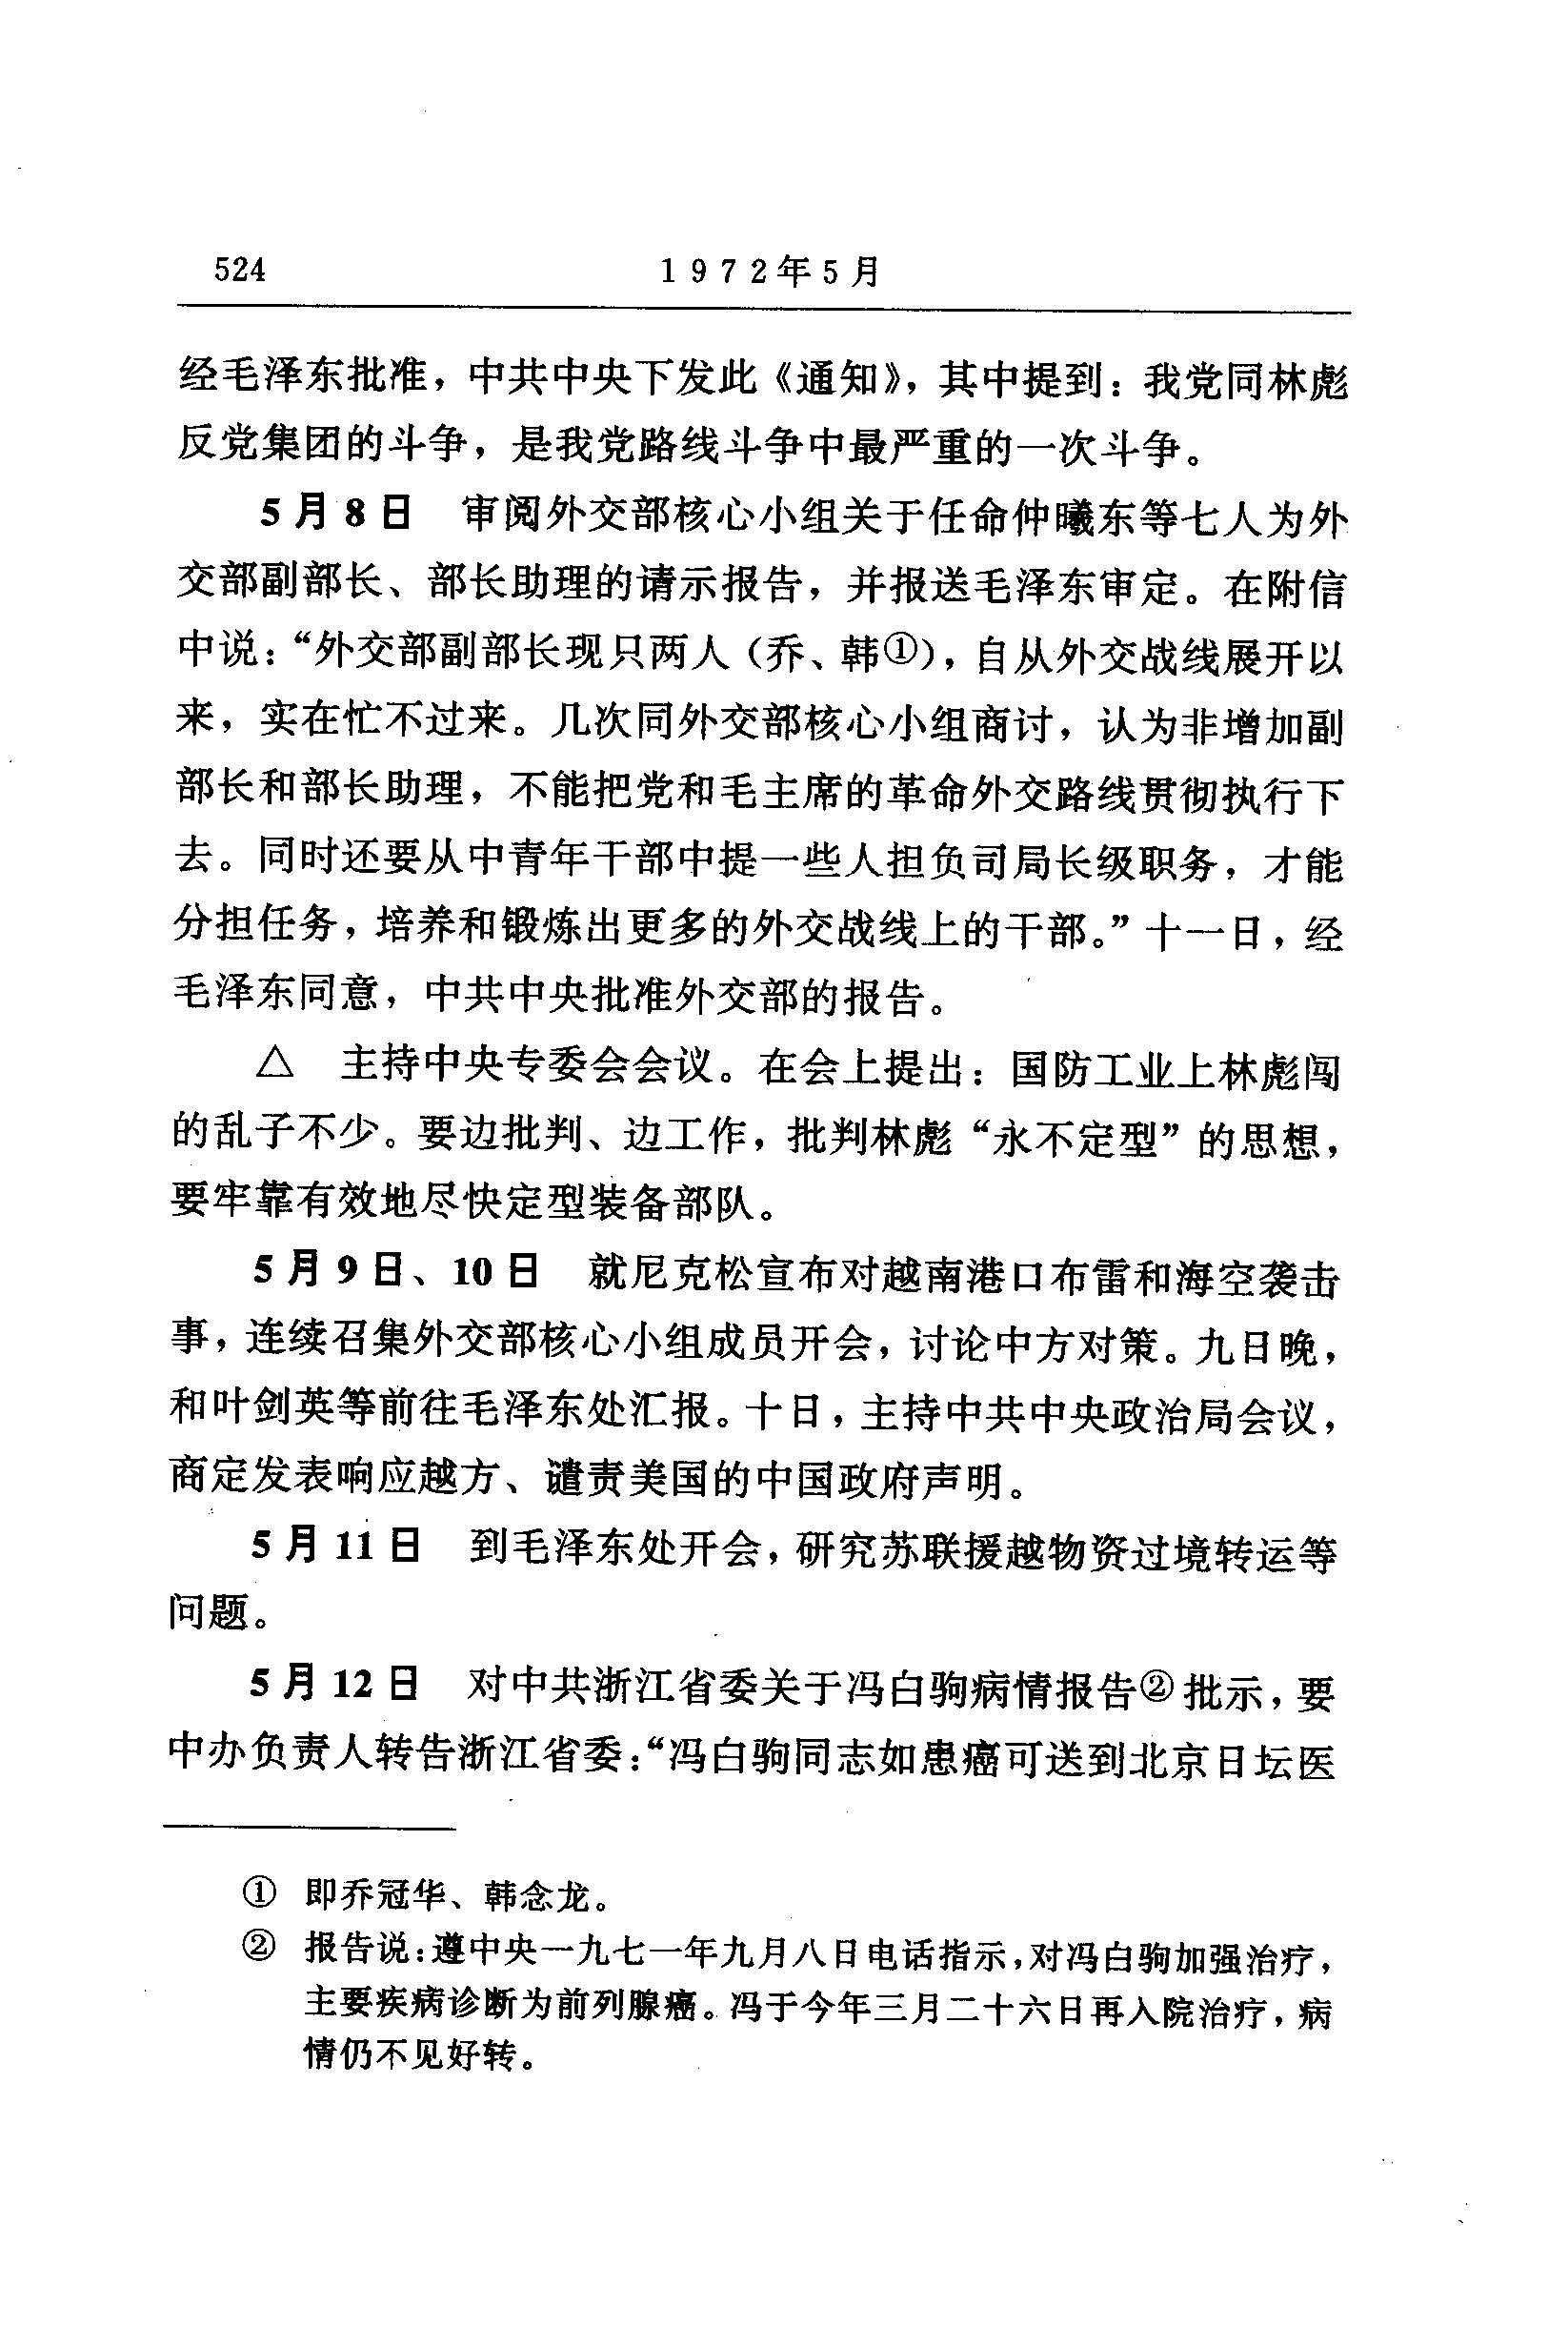 524
1972年5月
经毛泽东批准，中共中央下发此《通知》，其中提到：我党同林彪
反党集团的斗争，是我党路线斗争中最严重的一次斗争。
5月8日　审阅外交部核心小组关于任命仲曦东等七人为外
交部副部长、部长助理的请示报告，并报送毛泽东审定。在附信
中说：“外交部副部长现只两人（乔、韩①），自从外交战线展开以
来，实在忙不过来。几次同外交部核心小组商讨，认为非增加副
部长和部长助理，不能把党和毛主席的革命外交路线贯彻执行下
去。同时还要从中青年干部中提一些人担负司局长级职务，才能
分担任务，培养和锻炼出更多的外交战线上的干部。”十一日，经
毛泽东同意，中共中央批准外交部的报告。
△　主持中央专委会会议。在会上提出：国防工业上林彪闯
的乱子不少。要边批判、边工作，批判林彪“永不定型”的思想，
要牢靠有效地尽快定型装备部队。
5月9日、10日　就尼克松宣布对越南港口布雷和海空袭击
事，连续召集外交部核心小组成员开会，讨论中方对策。九日晚，
和叶剑英等前往毛泽东处汇报。十日，主持中共中央政治局会议，
商定发表响应越方、谴责美国的中国政府声明。
5月11日　到毛泽东处开会，研究苏联援越物资过境转运等
问题。
5月12日　对中共浙江省委关于冯白驹病情报告②批示，要
中办负责人转告浙江省委：“冯白驹同志如患癌可送到北京日坛医
①　即乔冠华、韩念龙。
②　报告说：遵中央一九七一年九月八日电话指示，对冯白驹加强治疗，
主要疾病诊断为前列腺癌。冯于今年三月二十六日再入院治疗，病
情仍不见好转。